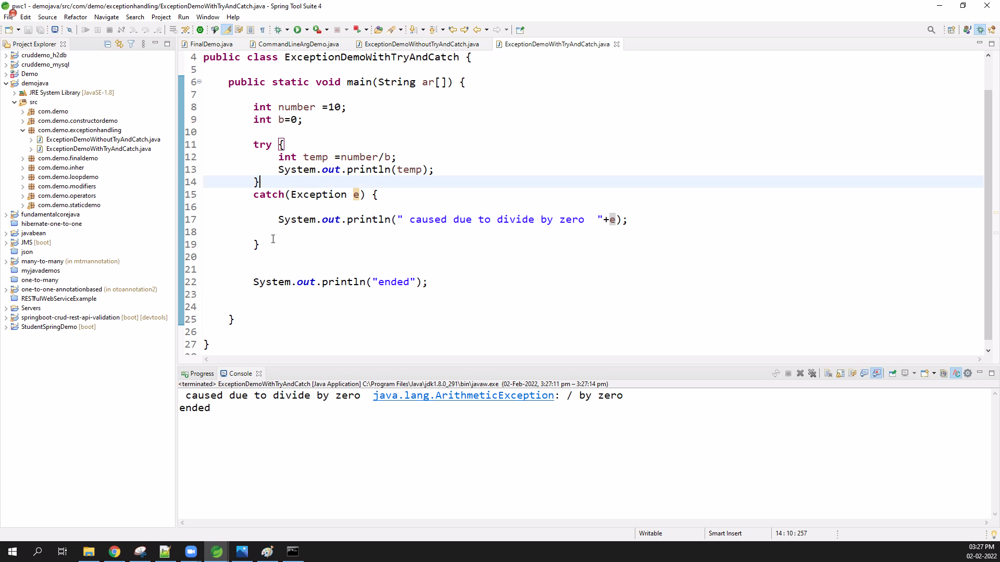 pwc1 - demojava/src/com/demo/exceptionhandling/ExceptionDemoWithTryAndCatch.java - Spring Tool Suite 4
File Edit Source Refactor Navigate Search Project Run Window Help
Project Explorer
cruddemo_h2db
cruddemo_mysql
Demo
demojava
JRE System Library [JavaSE-1.8]
src
com.demo
com.demo.constructordemo
com.demo.exceptionhandling
ExceptionDemoWithoutTryAndCatch.java
ExceptionDemoWithTryAndCatch.java
com.demo.finaldemo
com.demo.inher
com.demo.loopdemo
com.demo.modifiers
com.demo.operators
com.demo.staticdemo
fundamentalcorejava
hibernate-one-to-one
javabean
JMS [boot]
json
many-to-many (in mtmannotation)
myjavademos
one-to-many
one-to-one-annotationbased (in otoannotation2)
RESTfulWebServiceExample
Servers
springboot-crud-rest-api-validation [boot] [devtools]
StudentSpringDemo [boot]
FinalDemo.java CommandLineArgDemo.java ExceptionDemoWithoutTryAndCatch.java ExceptionDemoWithTryAndCatch.java
4 public class ExceptionDemoWithTryAndCatch {
5
6 public static void main(String ar[]) {
7
8 int number =10;
9 int b=0;
10
11 try {
12 int temp =number/b;
13 System.out.println(temp);
14 }
15 catch(Exception e) {
16
17 System.out.println(" caused due to divide by zero  "+e);
18
19 }
20
21
22 System.out.println("ended");
23
24
25 }
26
27 }
Progress Console
<terminated> ExceptionDemoWithTryAndCatch [Java Application] C:\Program Files\Java\jdk1.8.0_291\bin\javaw.exe (02-Feb-2022, 3:27:11 pm – 3:27:14 pm)
caused due to divide by zero  java.lang.ArithmeticException: / by zero
ended
Writable Smart Insert 14 : 10 : 257
03:27 PM
02-02-2022